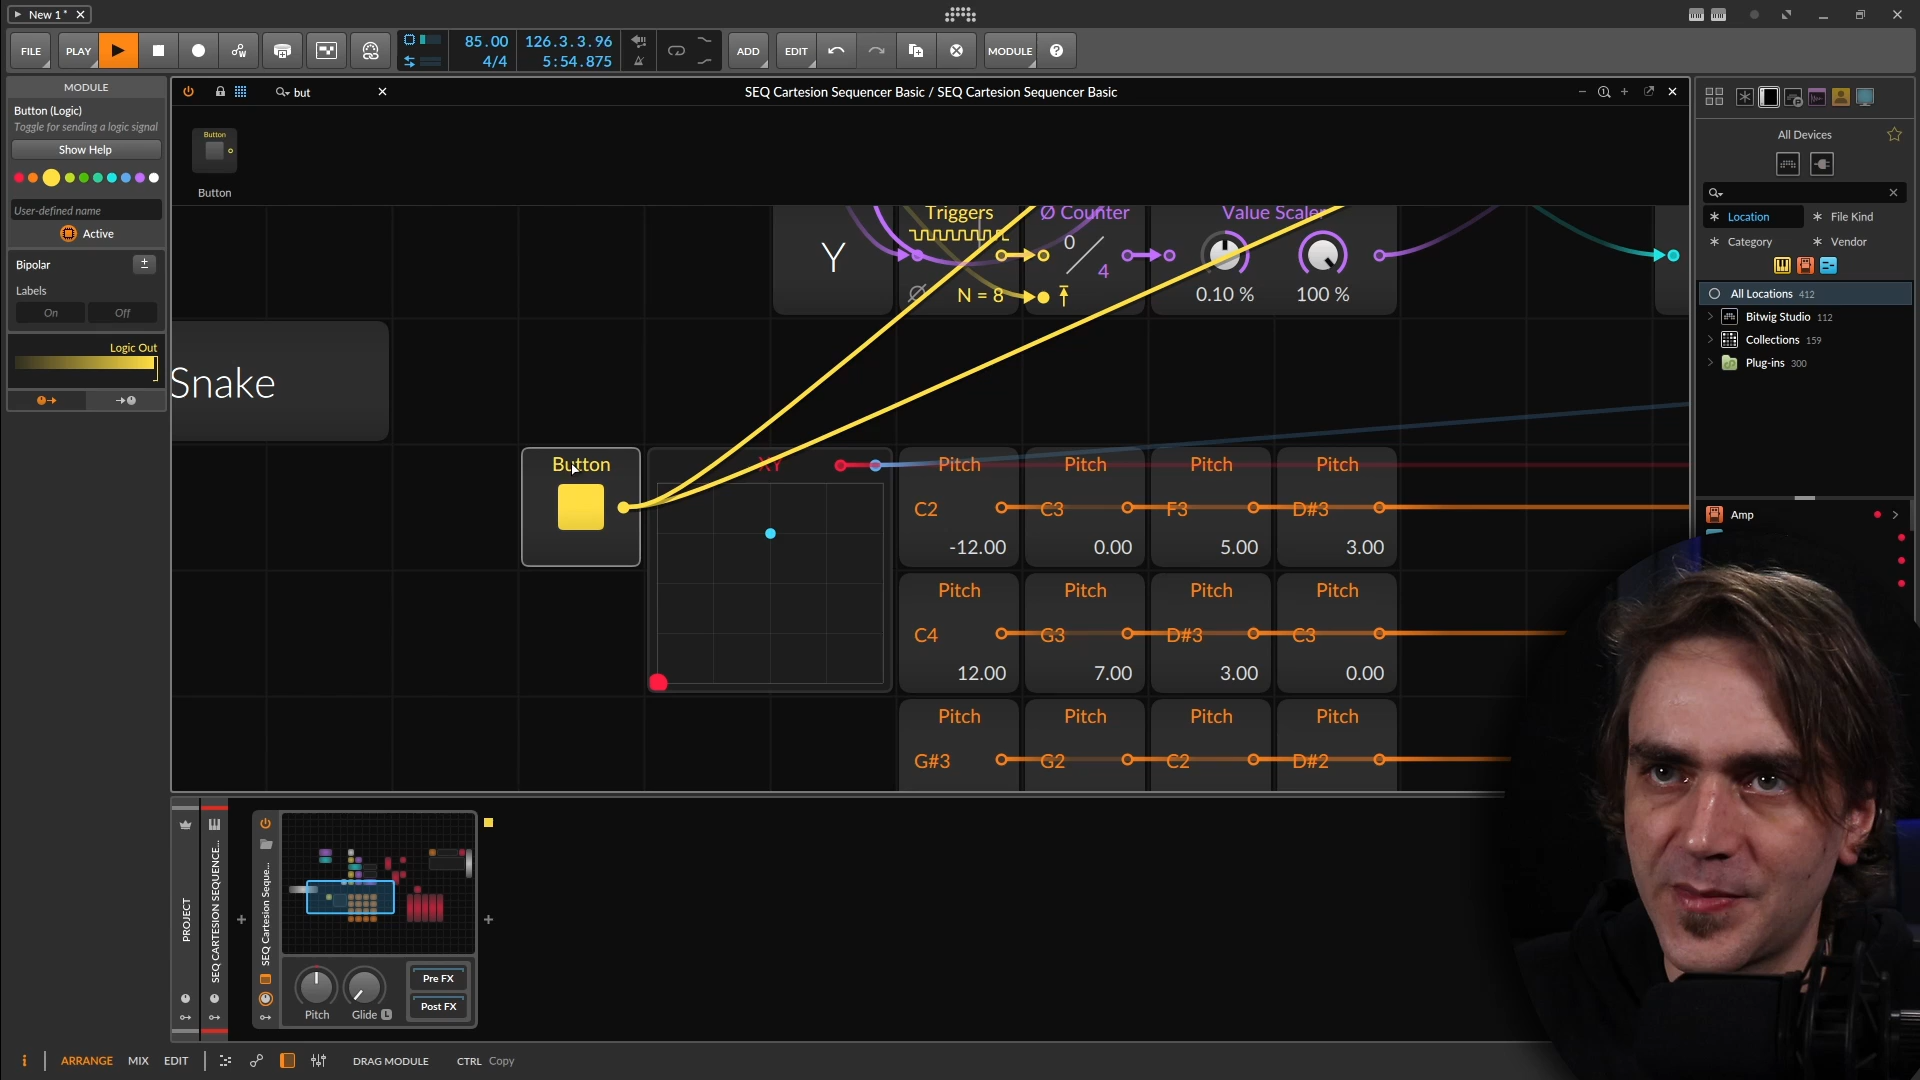 New 1*
FILE
PLAY
85.00
4/4
126.3.3.96
5:54.875
ADD
EDIT
MODULE
?
MODULE
Button (Logic)
Toggle for sending a logic signal
Show Help
User-defined name
Active
Bipolar
±
Labels
On
Off
Logic Out
but
SEQ Cartesion Sequencer Basic / SEQ Cartesion Sequencer Basic
Button
Button
Y
Triggers
N = 8
Ø Counter
0
4
Value Scaler
0.10 %
100 %
Snake
Button
XY
Pitch
C2
-12.00
Pitch
C3
0.00
Pitch
F3
5.00
Pitch
D#3
3.00
Pitch
C4
12.00
Pitch
G3
7.00
Pitch
D#3
3.00
Pitch
C3
0.00
Pitch
G#3
Pitch
G2
Pitch
C2
Pitch
D#2
All Devices
Location
File Kind
Category
Vendor
All Locations 412
Bitwig Studio 112
Collections 159
Plug-ins 300
Amp
PROJECT
SEQ CARTESION SEQUENCE...
SEQ Cartesion Seque...
Pitch
Glide L
Pre FX
Post FX
i
ARRANGE
MIX
EDIT
DRAG MODULE
CTRL Copy